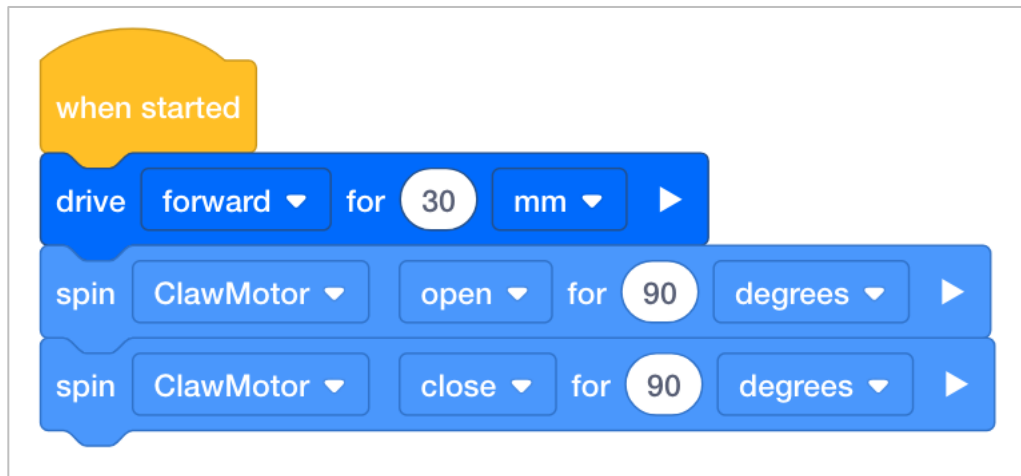 when started
drive forward for 30 mm
spin ClawMotor open for 90 degrees
spin ClawMotor close for 90 degrees